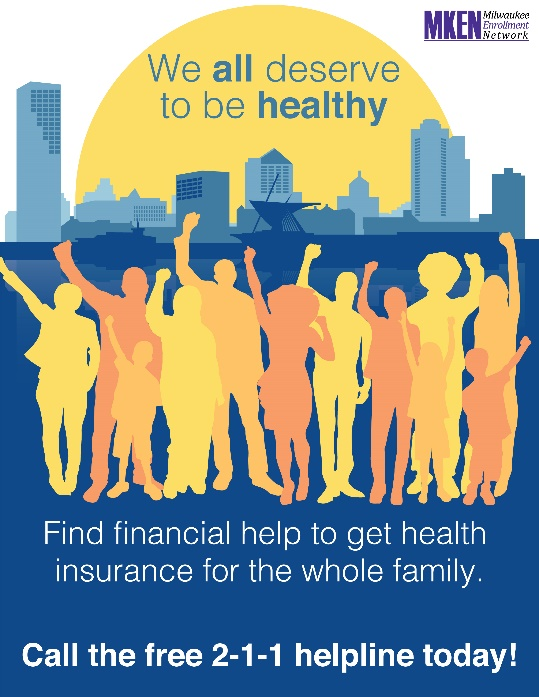 MKEN Milwaukee
Enrollment
Network
We all deserve
to be healthy
Find financial help to get health
insurance for the whole family.
Call the free 2-1-1 helpline today!